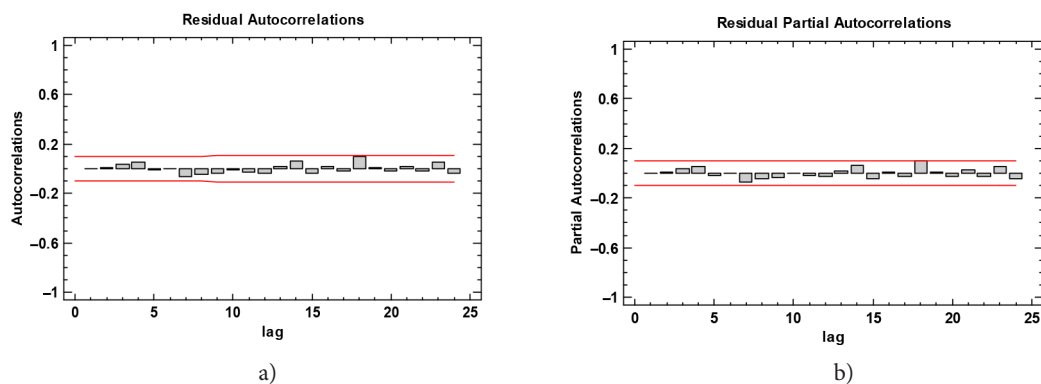 Residual Autocorrelations
1
0.6
0.2
−0.2
−0.6
−1
Autocorrelations
0 5 10 15 20 25
lag
a)
Residual Partial Autocorrelations
1
0.6
0.2
−0.2
−0.6
−1
Partial Autocorrelations
0 5 10 15 20 25
lag
b)